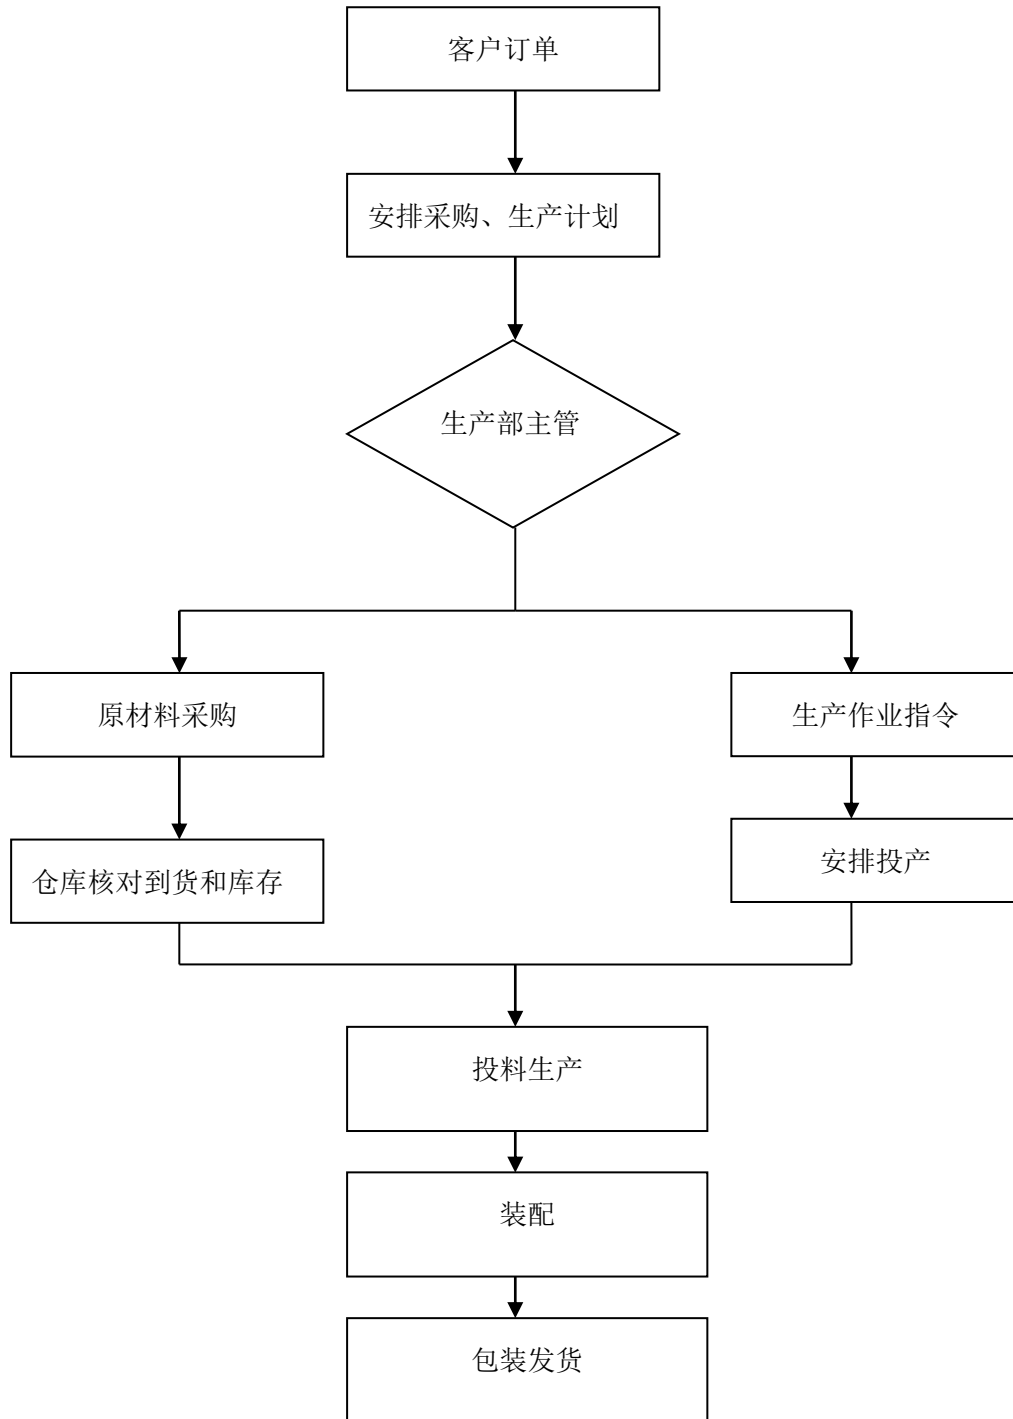 客户订单
安排采购、生产计划
生产部主管
原材料采购
生产作业指令
仓库核对到货和库存
安排投产
投料生产
装配
包装发货